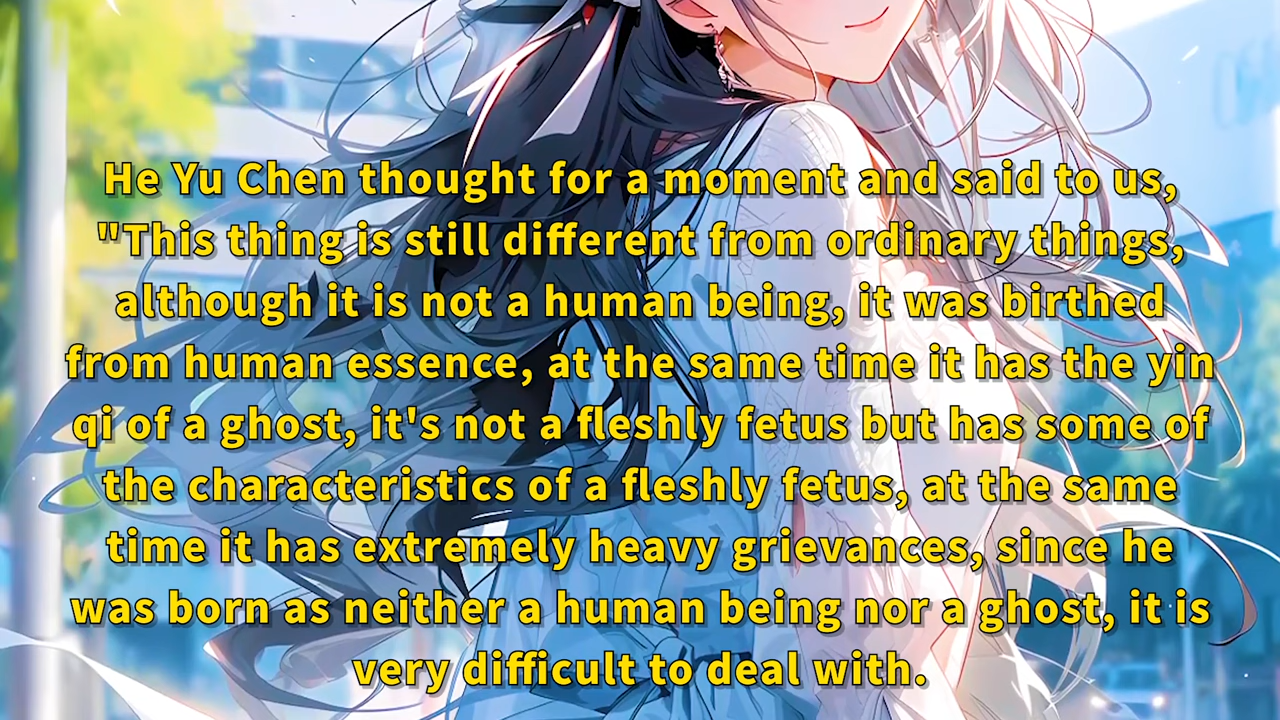 He Yu Chen thought for a moment and said to us,
"This thing is still different from ordinary things,
although it is not a human being, it was birthed
from human essence, at the same time it has the yin
qi of a ghost, it's not a fleshly fetus but has some of
the characteristics of a fleshly fetus, at the same
time it has extremely heavy grievances, since he
was born as neither a human being nor a ghost, it is
very difficult to deal with.